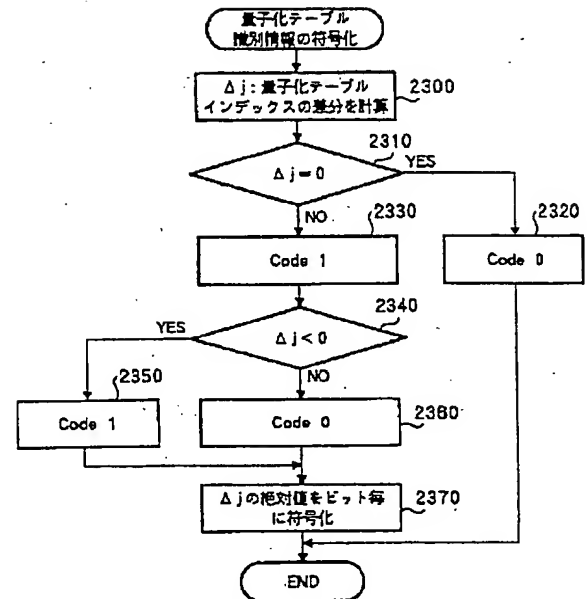 量子化テーブル
識別情報の符号化
Δj:量子化テーブル
インデックスの差分を計算
2300
2310
Δj=0
YES
NO
2330
2320
Code 1
Code 0
2340
YES
Δj<0
NO
2350
Code 1
Code 0
2360
Δjの絶対値をビット毎
に符号化
2370
END